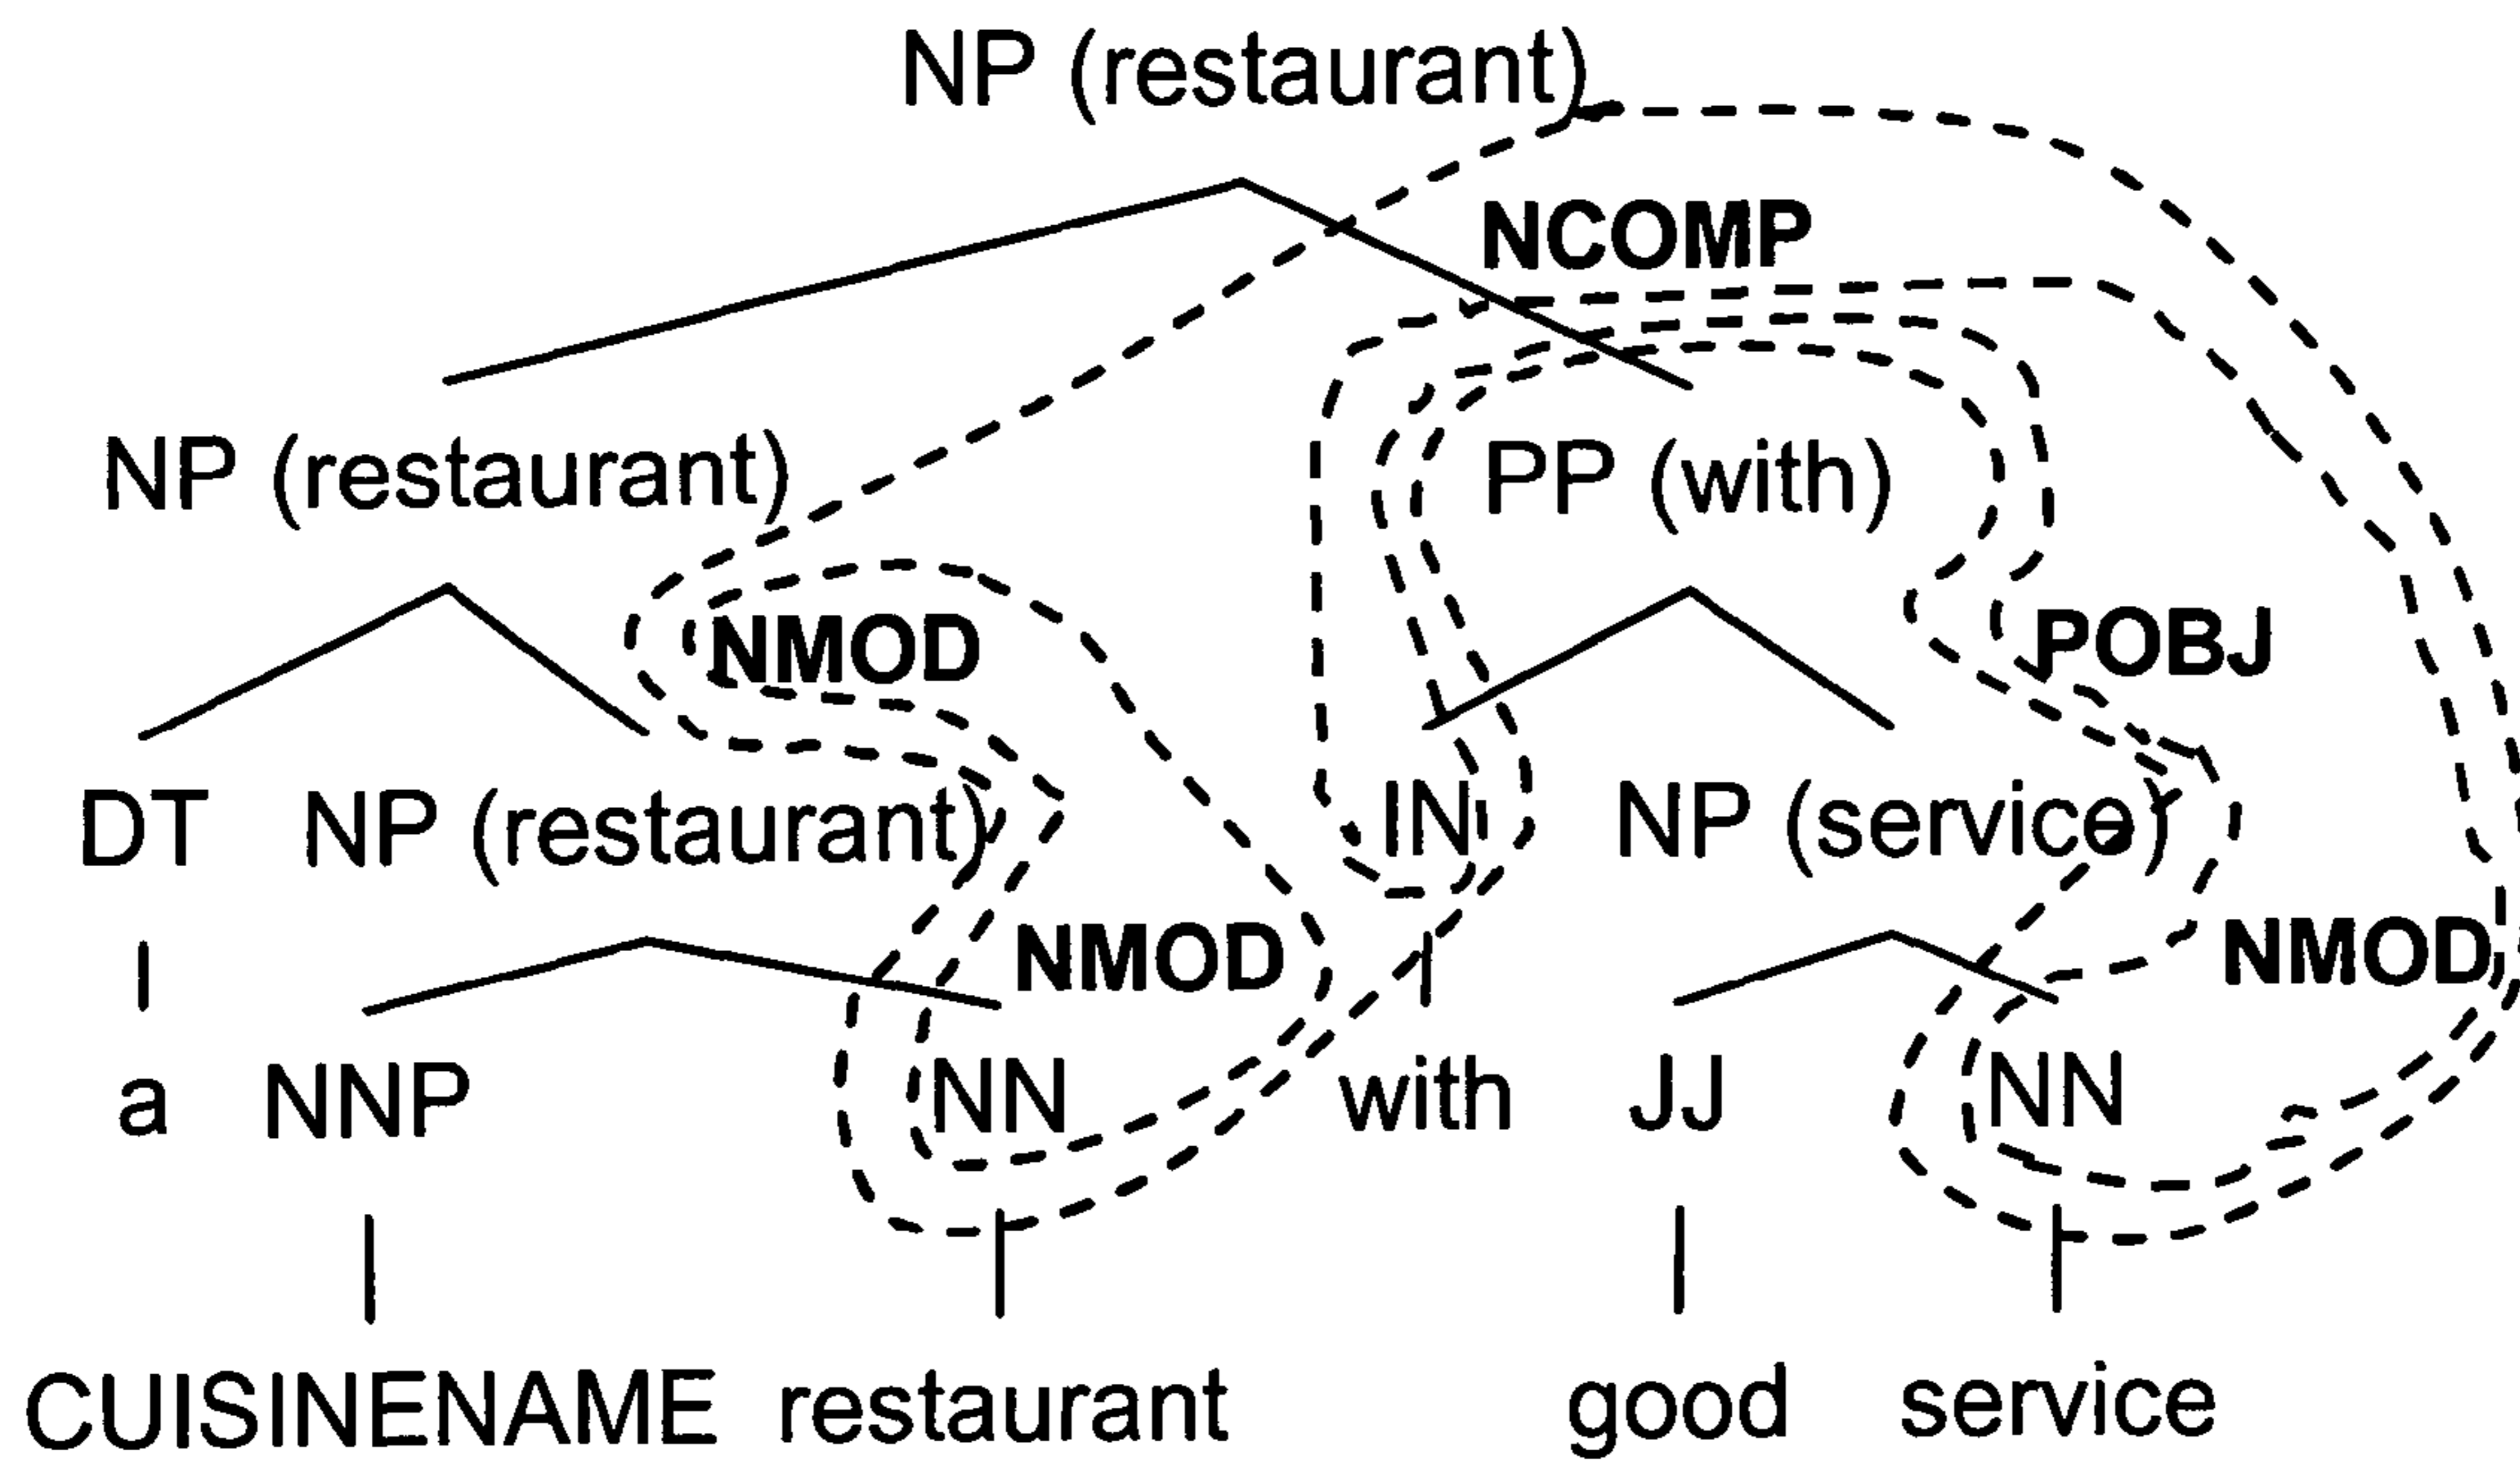 NP (restaurant)
NCOMP
NP (restaurant) PP (with)
NMOD POBJ
DT NP (restaurant) IN NP (service)
NMOD NMOD
a NNP NN with JJ NN
CUISINENAME restaurant good service